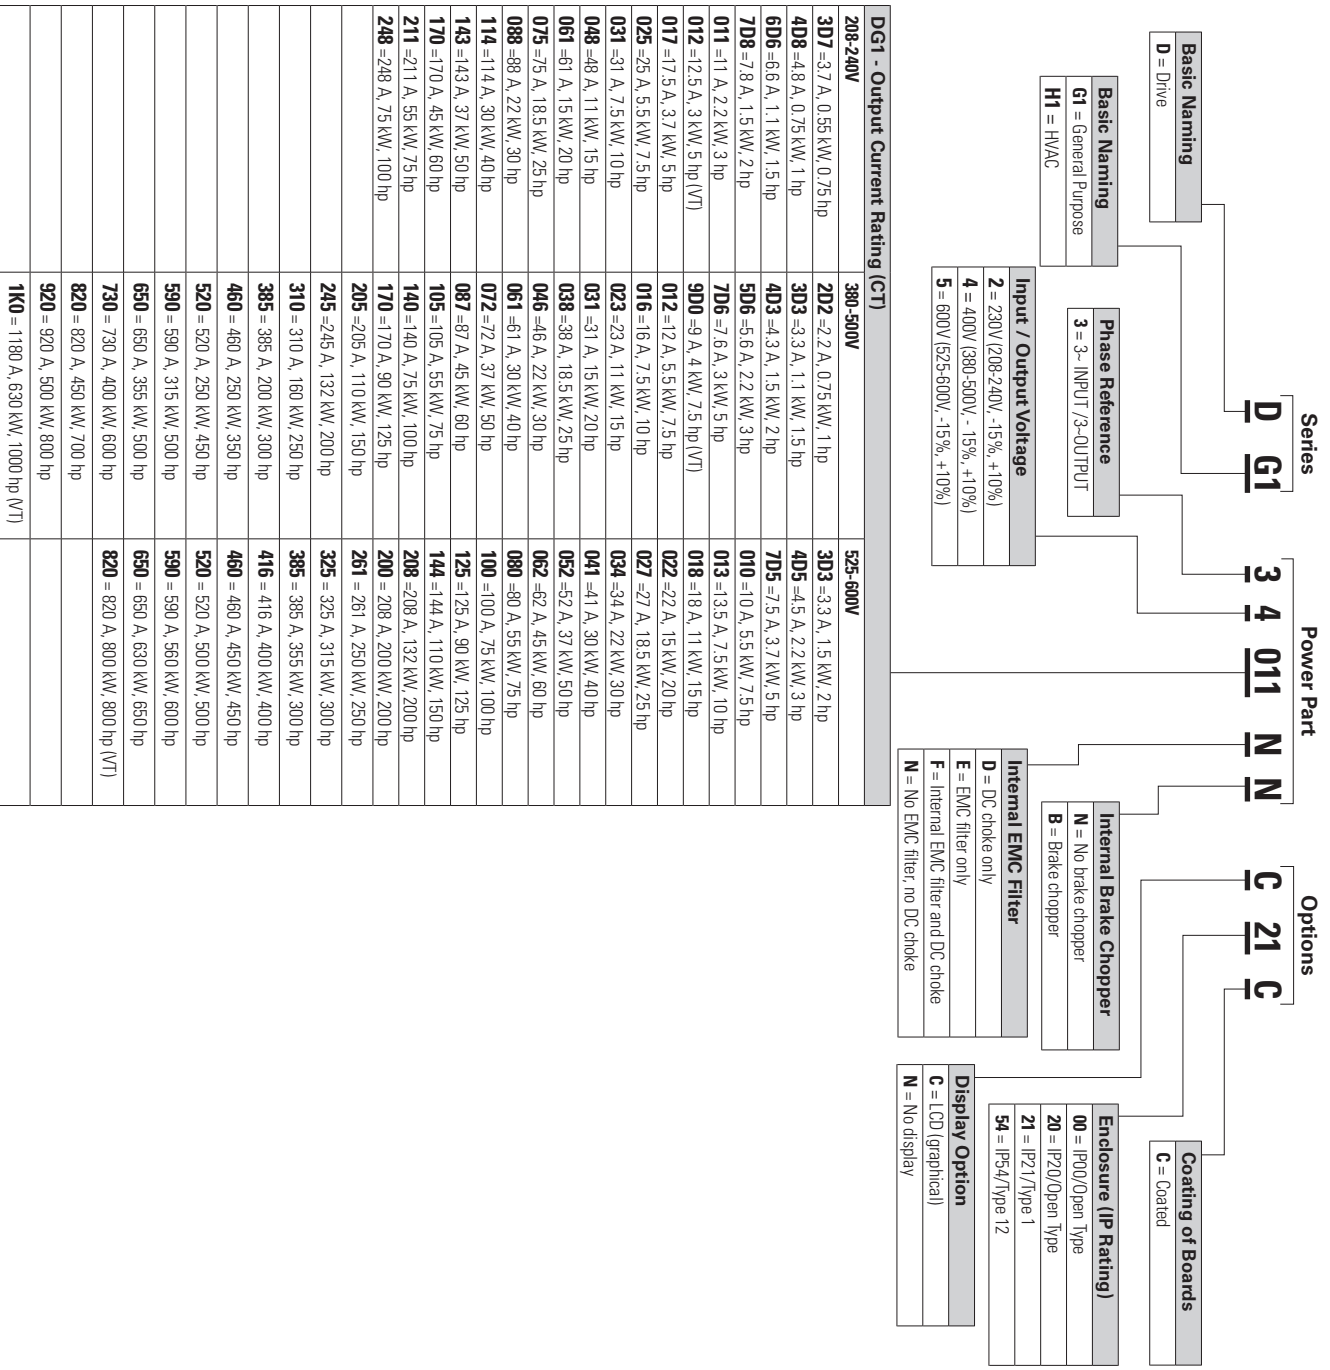 Series
Power Part
Options
D G1 3 4 011 N N C 21 C
Basic Naming
D = Drive
Basic Naming
G1 = General Purpose
H1 = HVAC
Phase Reference
3 = 3~ INPUT /3~OUTPUT
Input / Output Voltage
2 = 230V (208-240V, -15%, +10%)
4 = 400V (380-500V, - 15%, +10%)
5 = 600V (525-600V, -15%, +10%)
Internal Brake Chopper
N = No brake chopper
B = Brake chopper
Internal EMC Filter
D = DC choke only
E = EMC filter only
F = Internal EMC filter and DC choke
N = No EMC filter, no DC choke
Coating of Boards
C = Coated
Enclosure (IP Rating)
00 = IP00/Open Type
20 = IP20/Open Type
21 = IP21/Type 1
54 = IP54/Type 12
Display Option
C = LCD (graphical)
N = No display
DG1 - Output Current Rating (CT)
208-240V 380-500V 525-600V
3D7 =3.7 A, 0.55 kW, 0.75 hp 2D2 =2.2 A, 0.75 kW, 1 hp 3D3 =3.3 A, 1.5 kW, 2 hp
4D8 =4.8 A, 0.75 kW, 1 hp 3D3 =3.3 A, 1.1 kW, 1.5 hp 4D5 =4.5 A, 2.2 kW, 3 hp
6D6 =6.6 A, 1.1 kW, 1.5 hp 4D3 =4.3 A, 1.5 kW, 2 hp 7D5 =7.5 A, 3.7 kW, 5 hp
7D8 =7.8 A, 1.5 kW, 2 hp 5D6 =5.6 A, 2.2 kW, 3 hp 010 =10 A, 5.5 kW, 7.5 hp
011 =11 A, 2.2 kW, 3 hp 7D6 =7.6 A, 3 kW, 5 hp 013 =13.5 A, 7.5 kW, 10 hp
012 =12.5 A, 3 kW, 5 hp (VT) 9D0 =9 A, 4 kW, 7.5 hp (VT) 018 =18 A, 11 kW, 15 hp
017 =17.5 A, 3.7 kW, 5 hp 012 =12 A, 5.5 kW, 7.5 hp 022 =22 A, 15 kW, 20 hp
025 =25 A, 5.5 kW, 7.5 hp 016 =16 A, 7.5 kW, 10 hp 027 =27 A, 18.5 kW, 25 hp
031 =31 A, 7.5 kW, 10 hp 023 =23 A, 11 kW, 15 hp 034 =34 A, 22 kW, 30 hp
048 =48 A, 11 kW, 15 hp 031 =31 A, 15 kW, 20 hp 041 =41 A, 30 kW, 40 hp
061 =61 A, 15 kW, 20 hp 038 =38 A, 18.5 kW, 25 hp 052 =52 A, 37 kW, 50 hp
075 =75 A, 18.5 kW, 25 hp 046 =46 A, 22 kW, 30 hp 062 =62 A, 45 kW, 60 hp
088 =88 A, 22 kW, 30 hp 061 =61 A, 30 kW, 40 hp 080 =80 A, 55 kW, 75 hp
114 =114 A, 30 kW, 40 hp 072 =72 A, 37 kW, 50 hp 100 =100 A, 75 kW, 100 hp
143 =143 A, 37 kW, 50 hp 087 =87 A, 45 kW, 60 hp 125 =125 A, 90 kW, 125 hp
170 =170 A, 45 kW, 60 hp 105 =105 A, 55 kW, 75 hp 144 =144 A, 110 kW, 150 hp
211 =211 A, 55 kW, 75 hp 140 =140 A, 75 kW, 100 hp 208 =208 A, 132 kW, 200 hp
248 =248 A, 75 kW, 100 hp 170 =170 A, 90 kW, 125 hp 200 = 208 A, 200 kW, 200 hp
205 =205 A, 110 kW, 150 hp 261 = 261 A, 250 kW, 250 hp
245 =245 A, 132 kW, 200 hp 325 = 325 A, 315 kW, 300 hp
310 = 310 A, 160 kW, 250 hp 385 = 385 A, 355 kW, 300 hp
385 = 385 A, 200 kW, 300 hp 416 = 416 A, 400 kW, 400 hp
460 = 460 A, 250 kW, 350 hp 460 = 460 A, 450 kW, 450 hp
520 = 520 A, 250 kW, 450 hp 520 = 520 A, 500 kW, 500 hp
590 = 590 A, 315 kW, 500 hp 590 = 590 A, 560 kW, 600 hp
650 = 650 A, 355 kW, 500 hp 650 = 650 A, 630 kW, 650 hp
730 = 730 A, 400 kW, 600 hp 820 = 820 A, 800 kW, 800 hp (VT)
820 = 820 A, 450 kW, 700 hp
920 = 920 A, 500 kW, 800 hp
1K0 = 1180 A, 630 kW, 1000 hp (VT)